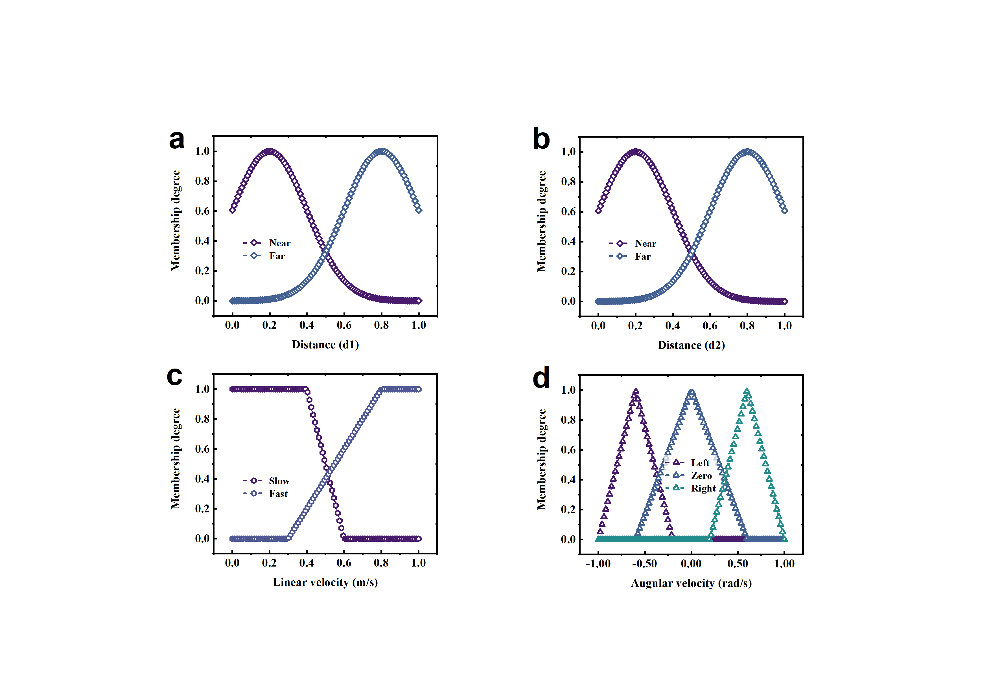 a
1.0
0.8
0.6
0.4
0.2
0.0
Membership degree
Near
Far
0.0 0.2 0.4 0.6 0.8 1.0
Distance (d1)
b
1.0
0.8
0.6
0.4
0.2
0.0
Membership degree
Near
Far
0.0 0.2 0.4 0.6 0.8 1.0
Distance (d2)
c
1.0
0.8
0.6
0.4
0.2
0.0
Membership degree
Slow
Fast
0.0 0.2 0.4 0.6 0.8 1.0
Linear velocity (m/s)
d
1.0
0.8
0.6
0.4
0.2
0.0
Membership degree
Left
Zero
Right
-1.00 -0.50 0.00 0.50 1.00
Augular velocity (rad/s)